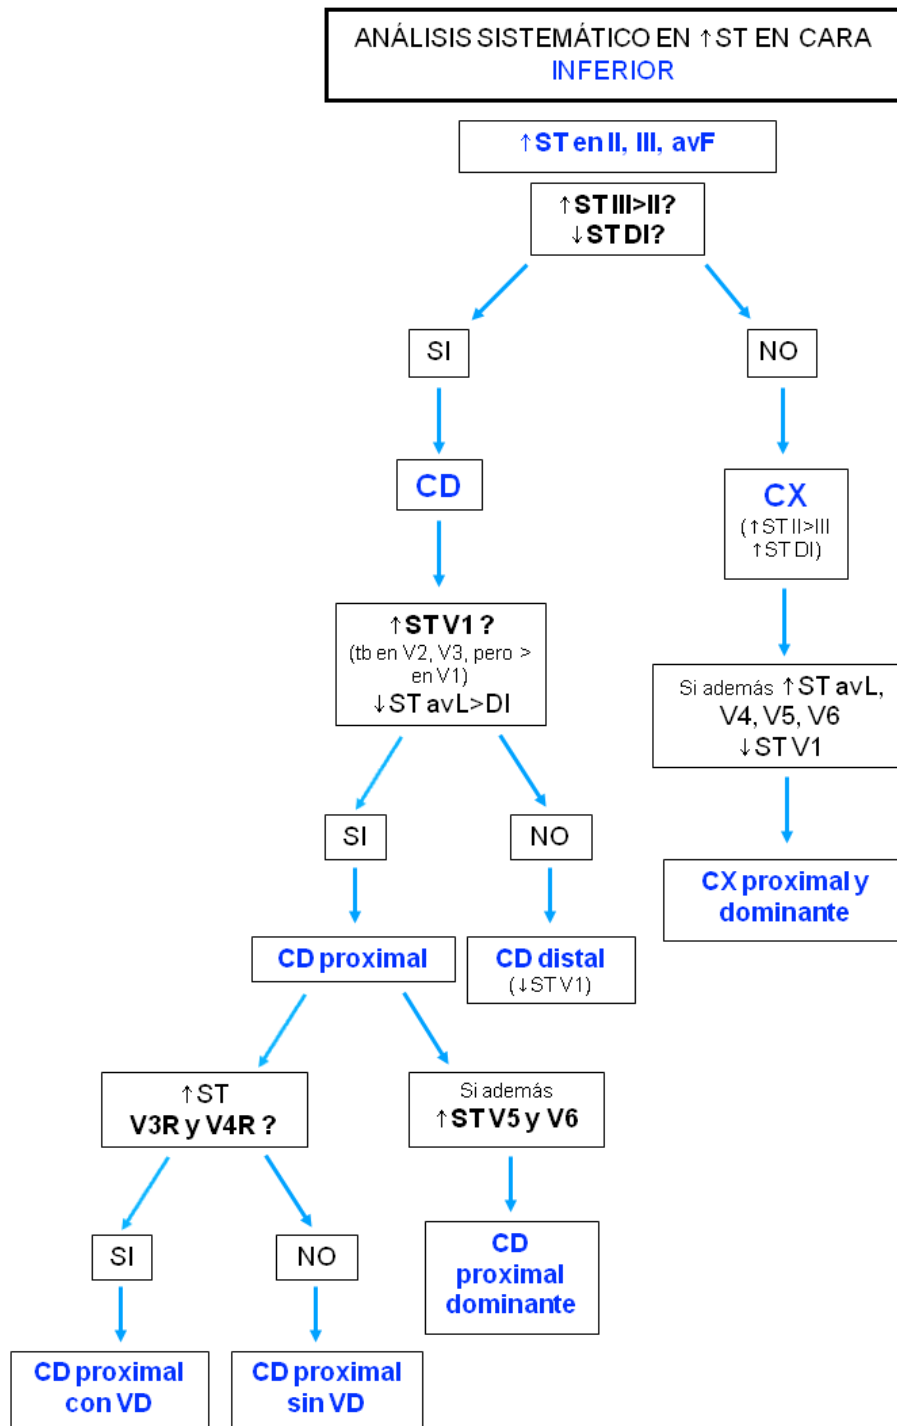 ANÁLISIS SISTEMÁTICO EN ↑ST EN CARA
INFERIOR
↑ST en II, III, avF
↑ST III>II?
↓ST DI?
SI
NO
CD
CX
(↑ST II>III
↑ST DI)
↑ST V1 ?
(tb en V2, V3, pero >
en V1)
↓ST avL>DI
Si además ↑ST avL,
V4, V5, V6
↓ST V1
SI
NO
CX proximal y
dominante
CD proximal
CD distal
(↓ST V1)
↑ST
V3R y V4R ?
Si además
↑ST V5 y V6
SI
NO
CD
proximal
dominante
CD proximal
con VD
CD proximal
sin VD